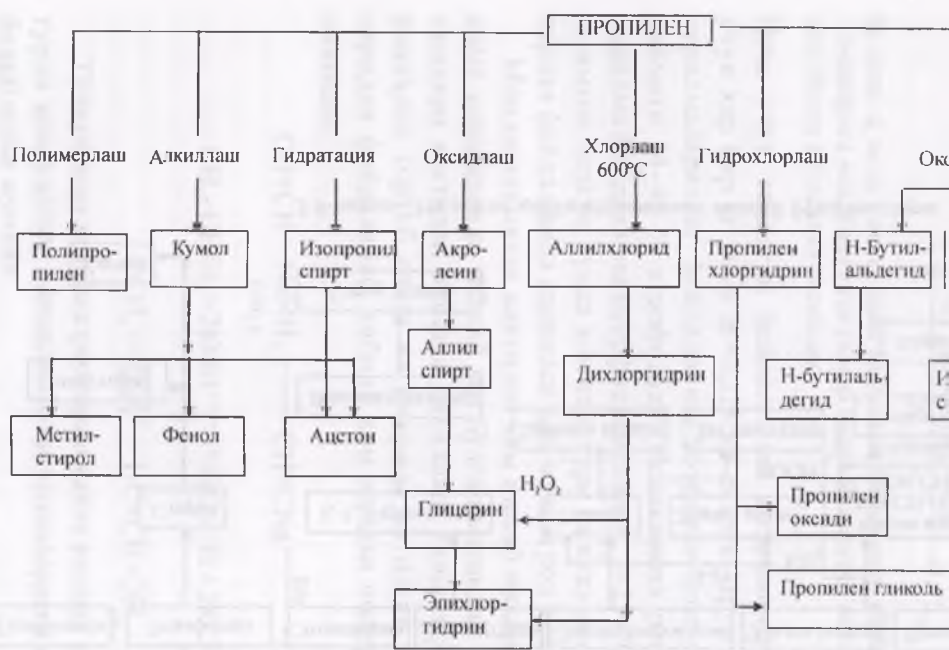 ПРОПИЛЕН
Полимерлаш
Алкиллаш
Гидратация
Оксидлаш
Хлорлаш
600°C
Гидрохлорлаш
Полипро-
пилен
Кумол
Изопропил
спирт
Акро-
леин
Аллилхлорид
Пропилен
хлоргидрин
Н-Бутил-
альдегид
Аллил
спирт
Дихлоргидрин
Н-бутилаль-
дегид
Метил-
стирол
Фенол
Ацетон
Глицерин
H₂O₂
Пропилен
оксиди
Эпихлор-
гидрин
Пропилен гликоль